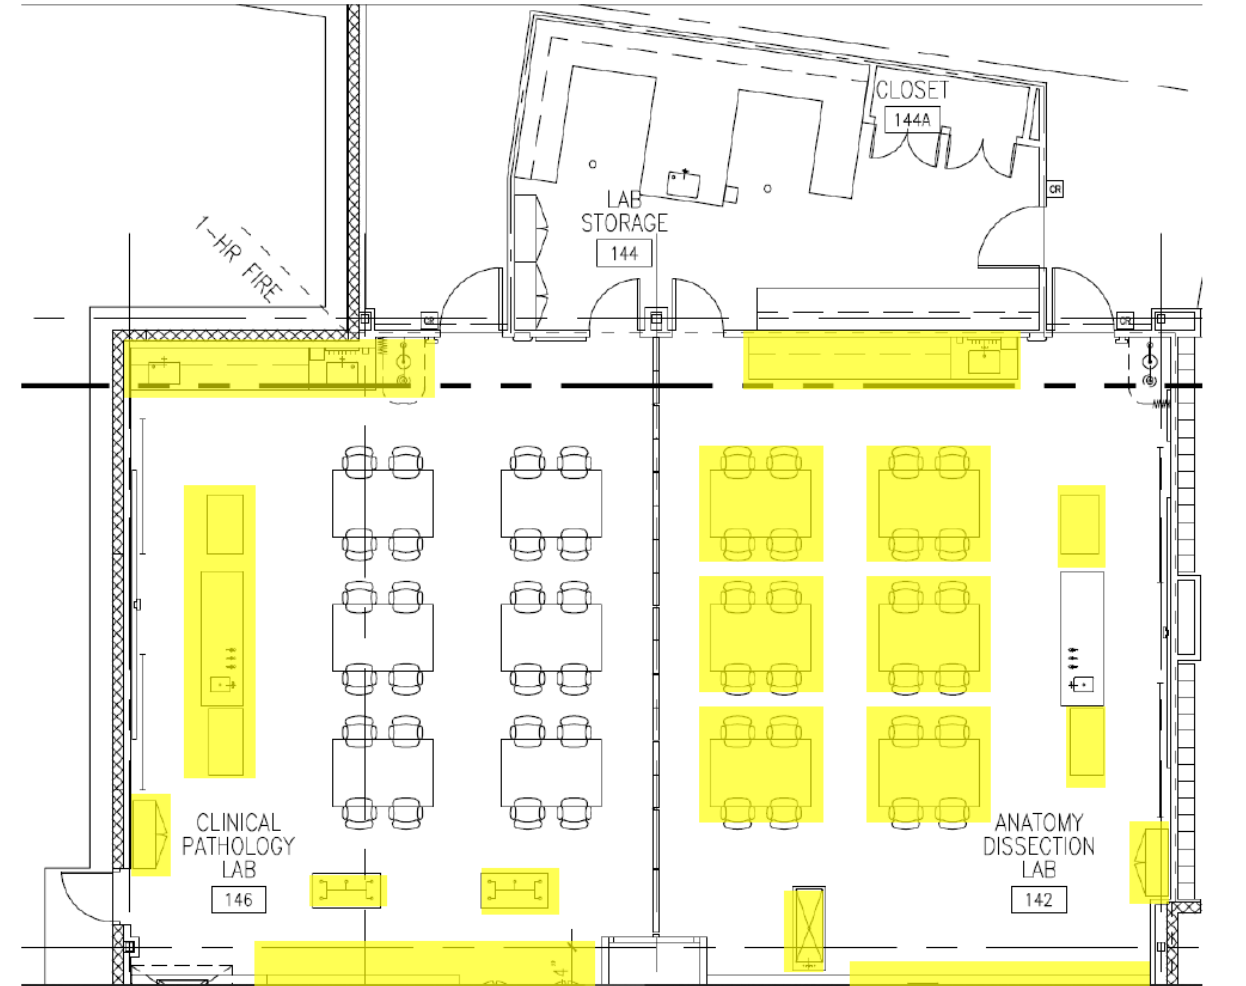 CLOSET
144A
CR
LAB
STORAGE
144
1-HR FIRE
CR
CR
CLINICAL
PATHOLOGY
LAB
146
ANATOMY
DISSECTION
LAB
142
4"